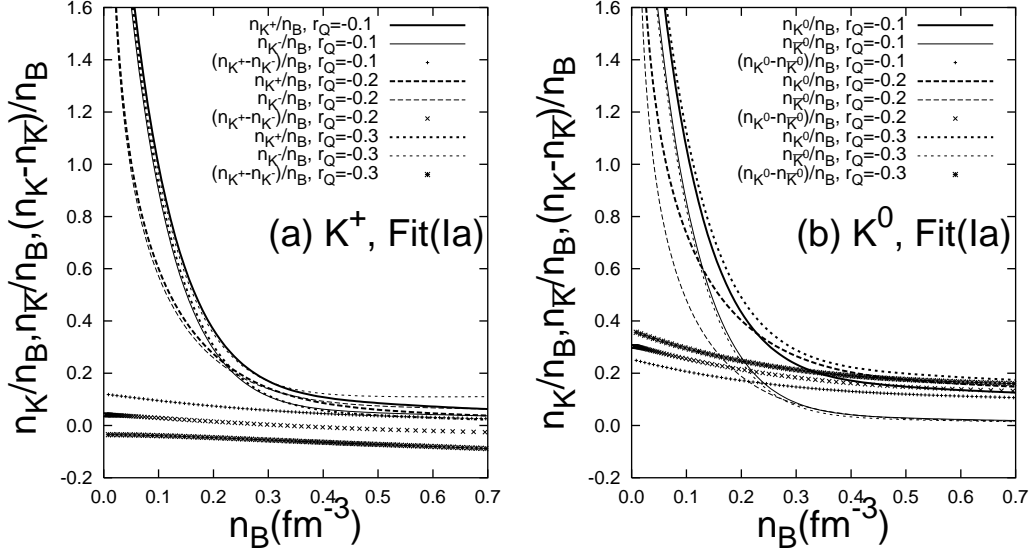 n_K/n_B,n_K̅/n_B,(n_K-n_K̅)/n_B
1.6
1.4
1.2
1.0
0.8
0.6
0.4
0.2
0.0
-0.2
n_K⁺/n_B, r_Q=-0.1
n_K⁻/n_B, r_Q=-0.1
(n_K⁺-n_K⁻)/n_B, r_Q=-0.1
n_K⁺/n_B, r_Q=-0.2
n_K⁻/n_B, r_Q=-0.2
(n_K⁺-n_K⁻)/n_B, r_Q=-0.2
n_K⁺/n_B, r_Q=-0.3
n_K⁻/n_B, r_Q=-0.3
(n_K⁺-n_K⁻)/n_B, r_Q=-0.3
(a) K⁺, Fit(Ia)
0.0 0.1 0.2 0.3 0.4 0.5 0.6 0.7
n_B(fm⁻³)
n_K/n_B,n_K̅/n_B,(n_K-n_K̅)/n_B
1.6
1.4
1.2
1.0
0.8
0.6
0.4
0.2
0.0
-0.2
n_K⁰/n_B, r_Q=-0.1
n_K̅⁰/n_B, r_Q=-0.1
(n_K⁰-n_K̅⁰)/n_B, r_Q=-0.1
n_K⁰/n_B, r_Q=-0.2
n_K̅⁰/n_B, r_Q=-0.2
(n_K⁰-n_K̅⁰)/n_B, r_Q=-0.2
n_K⁰/n_B, r_Q=-0.3
n_K̅⁰/n_B, r_Q=-0.3
(n_K⁰-n_K̅⁰)/n_B, r_Q=-0.3
(b) K⁰, Fit(Ia)
0.0 0.1 0.2 0.3 0.4 0.5 0.6 0.7
n_B(fm⁻³)